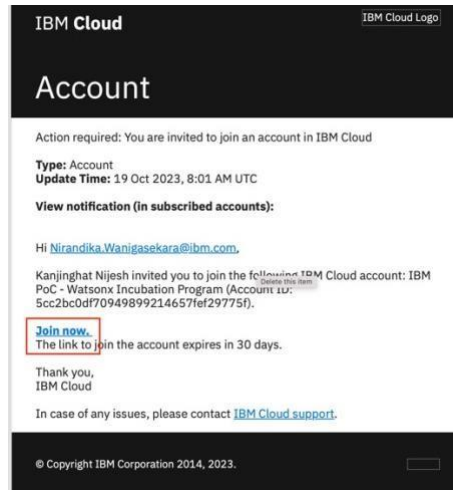 IBM Cloud
IBM Cloud Logo
Account
Action required: You are invited to join an account in IBM Cloud
Type: Account
Update Time: 19 Oct 2023, 8:01 AM UTC
View notification (in subscribed accounts):
Hi Nirandika.Wanigasekara@ibm.com,
Kanjinghat Nijesh invited you to join the following IBM Cloud account: IBM
Delete this item
PoC - Watsonx Incubation Program (Account ID:
5cc2bc0df70949899214657fef29775f).
Join now.
The link to join the account expires in 30 days.
Thank you,
IBM Cloud
In case of any issues, please contact IBM Cloud support.
© Copyright IBM Corporation 2014, 2023.